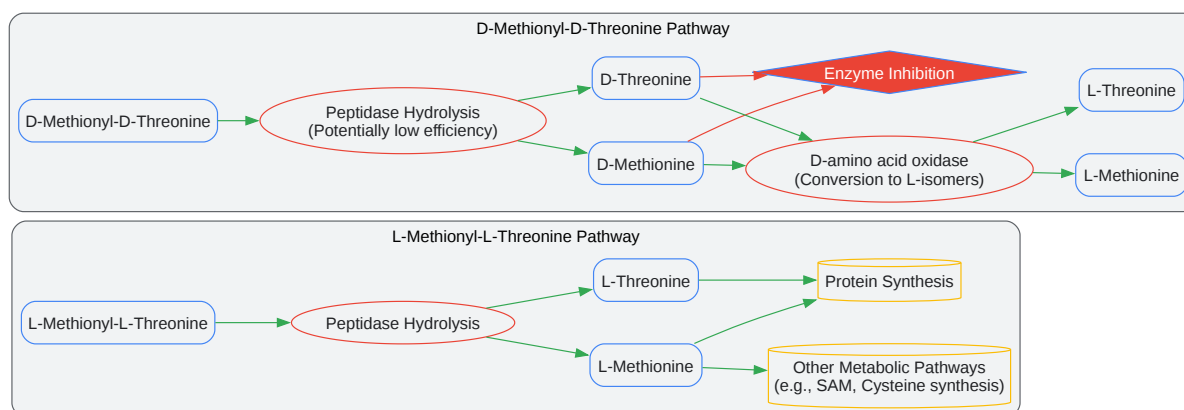 D-Methionyl-D-Threonine Pathway
D-Methionyl-D-Threonine
Peptidase Hydrolysis
(Potentially low efficiency)
D-Threonine
D-Methionine
Enzyme Inhibition
D-amino acid oxidase
(Conversion to L-isomers)
L-Threonine
L-Methionine
L-Methionyl-L-Threonine Pathway
L-Methionyl-L-Threonine
Peptidase Hydrolysis
L-Threonine
L-Methionine
Protein Synthesis
Other Metabolic Pathways
(e.g., SAM, Cysteine synthesis)